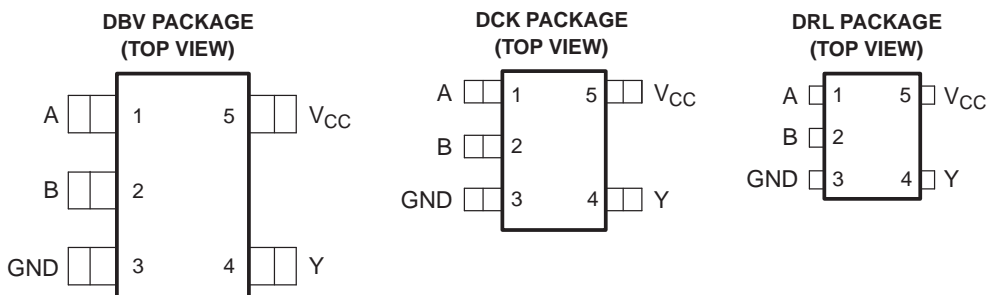 DBV PACKAGE
(TOP VIEW)
A 1 5 VCC
B 2
GND 3 4 Y
DCK PACKAGE
(TOP VIEW)
A 1 5 VCC
B 2
GND 3 4 Y
DRL PACKAGE
(TOP VIEW)
A 1 5 VCC
B 2
GND 3 4 Y